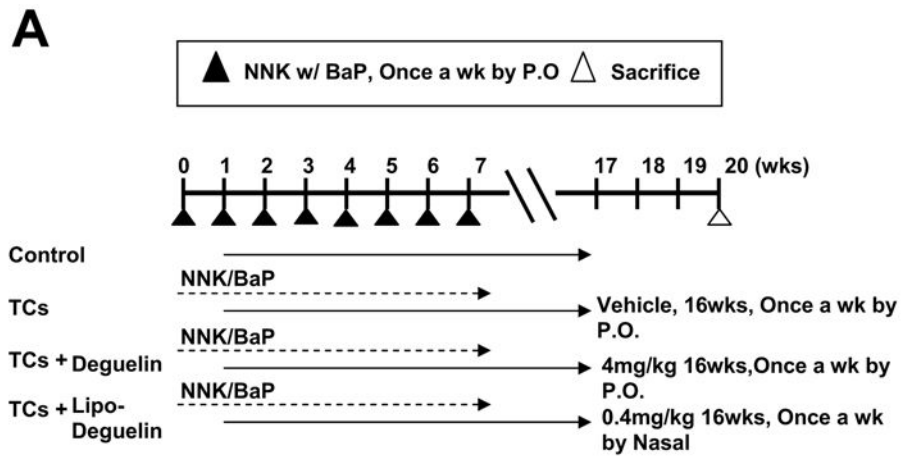 A
NNK w/ BaP, Once a wk by P.O Sacrifice
0 1 2 3 4 5 6 7 17 18 19 20 (wks)
Control
NNK/BaP
TCs
Vehicle, 16wks, Once a wk by
P.O.
NNK/BaP
TCs + Deguelin
4mg/kg 16wks,Once a wk by
P.O.
NNK/BaP
TCs + Lipo-
Deguelin
0.4mg/kg 16wks, Once a wk
by Nasal